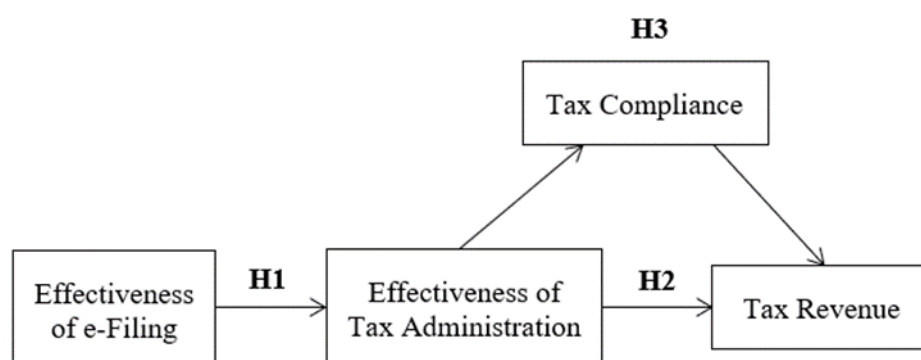 H3
Tax Compliance
Effectiveness
of e-Filing
H1
Effectiveness of
Tax Administration
H2
Tax Revenue